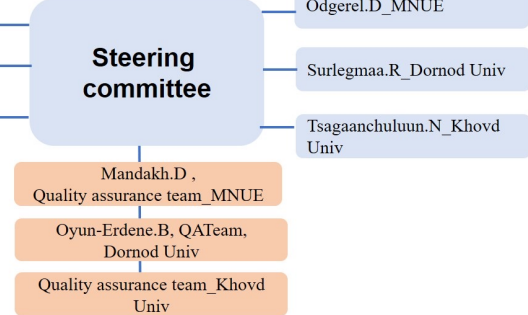 Odgerel.D_MNUE
Steering
committee
Surlegmaa.R_Dornod Univ
Tsagaanchuluun.N_Khovd
Univ
Mandakh.D ,
Quality assurance team_MNUE
Oyun-Erdene.B, QATeam,
Dornod Univ
Quality assurance team_Khovd
Univ